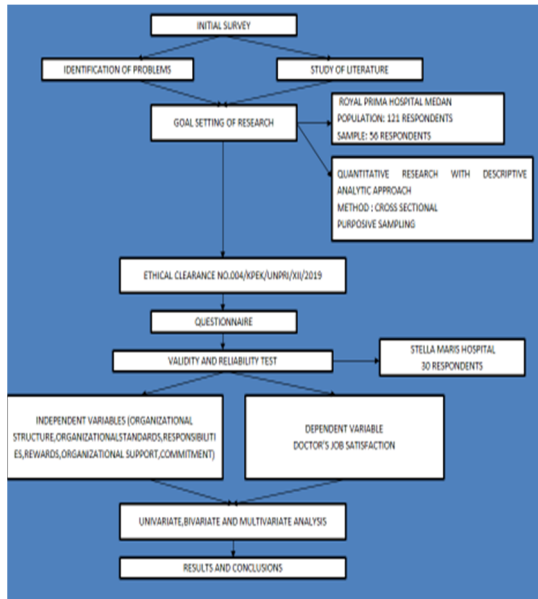 INITIAL SURVEY
IDENTIFICATION OF PROBLEMS
STUDY OF LITERATURE
GOAL SETTING OF RESEARCH
ROYAL PRIMA HOSPITAL MEDAN
POPULATION: 121 RESPONDENTS
SAMPLE: 56 RESPONDENTS
QUANTITATIVE RESEARCH WITH DESCRIPTIVE
ANALYTIC APPROACH
METHOD : CROSS SECTIONAL
PURPOSIVE SAMPLING
ETHICAL CLEARANCE NO.004/KPEK/UNPRI/XII/2019
QUESTIONNAIRE
VALIDITY AND RELIABILITY TEST
STELLA MARIS HOSPITAL
30 RESPONDENTS
INDEPENDENT VARIABLES (ORGANIZATIONAL
STRUCTURE,ORGANIZATIONALSTANDARDS,RESPONSIBILITI
ES,REWARDS,ORGANIZATIONAL SUPPORT,COMMITMENT)
DEPENDENT VARIABLE
DOCTOR'S JOB SATISFACTION
UNIVARIATE,BIVARIATE AND MULTIVARIATE ANALYSIS
RESULTS AND CONCLUSIONS